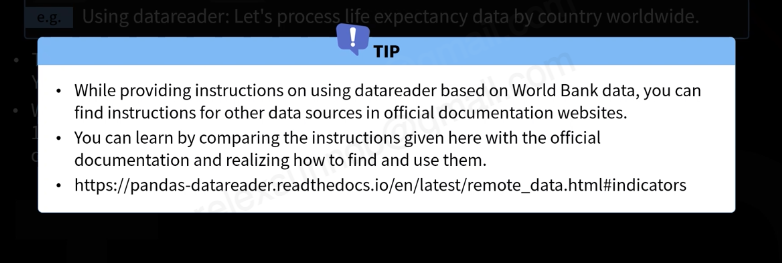 e.g. Using datareader: Let's process life expectancy data by country worldwide.
!
TIP
• While providing instructions on using datareader based on World Bank data, you can
find instructions for other data sources in official documentation websites.
• You can learn by comparing the instructions given here with the official
documentation and realizing how to find and use them.
• https://pandas-datareader.readthedocs.io/en/latest/remote_data.html#indicators